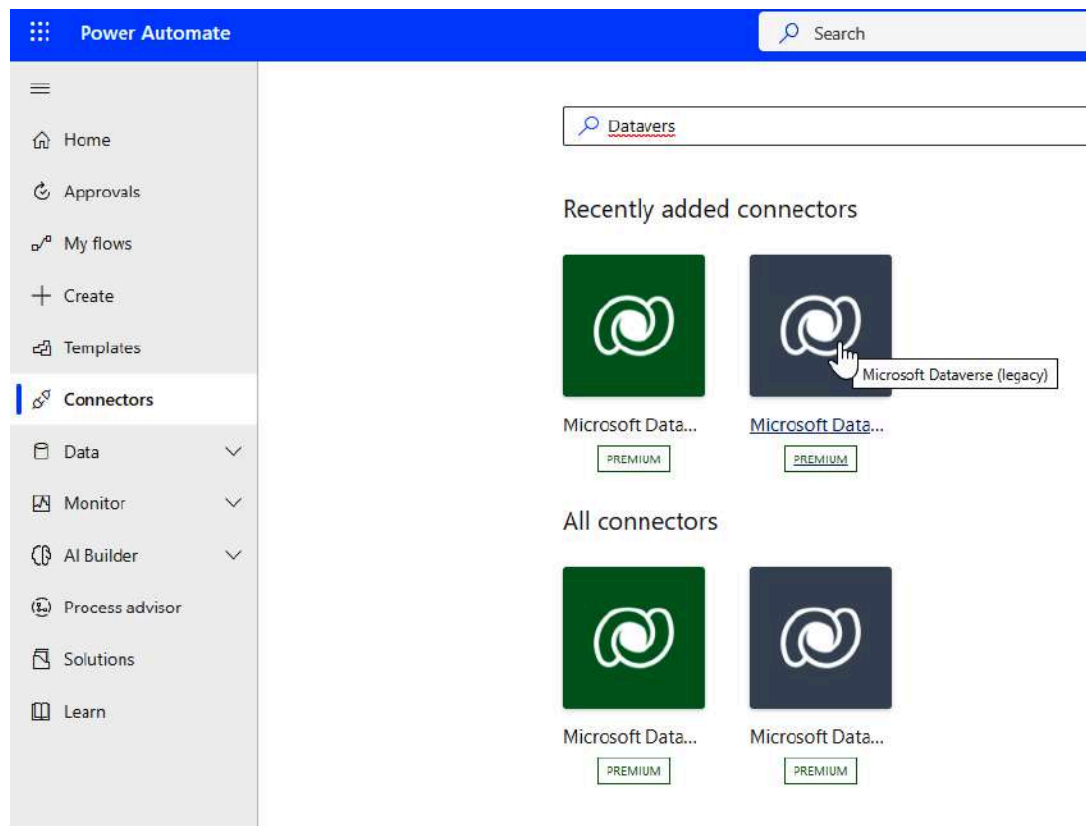 Power Automate
Search
Home
Approvals
My flows
Create
Templates
Connectors
Data
Monitor
AI Builder
Process advisor
Solutions
Learn
Datavers
Recently added connectors
Microsoft Dataverse (legacy)
Microsoft Data... Microsoft Data...
PREMIUM PREMIUM
All connectors
Microsoft Data... Microsoft Data...
PREMIUM PREMIUM